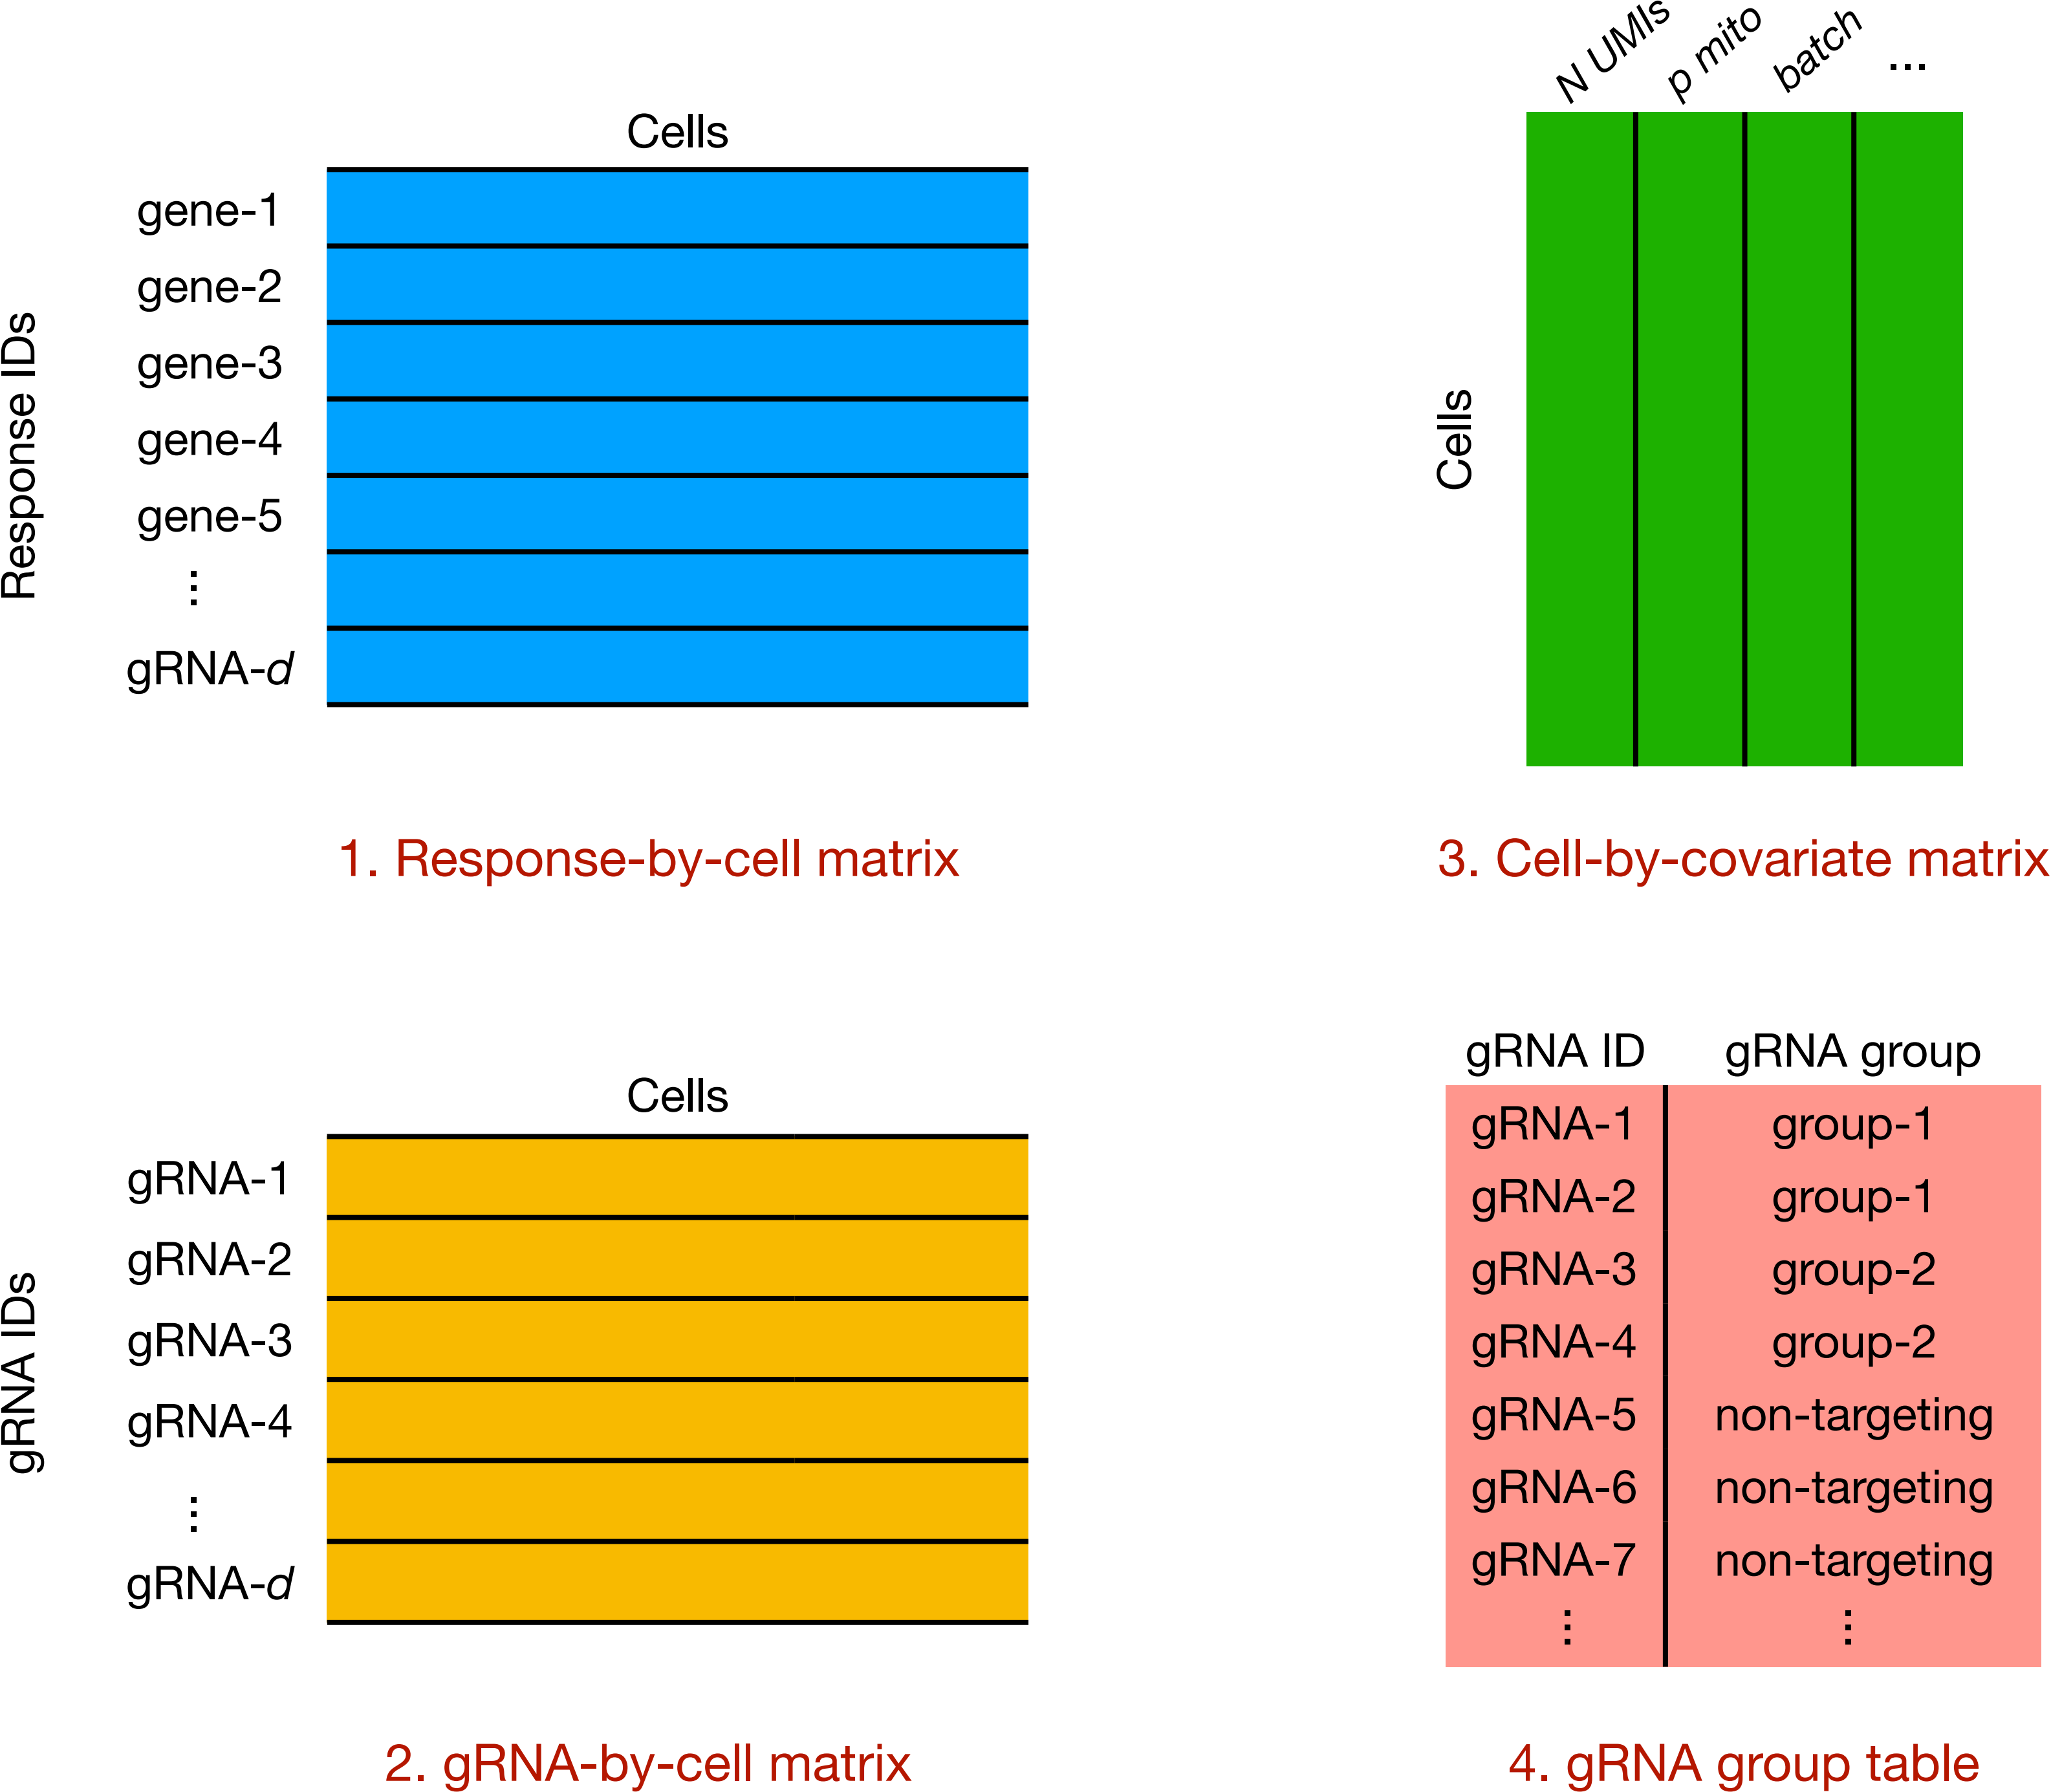 Cells
Response IDs
gene-1
gene-2
gene-3
gene-4
gene-5
⋮
gRNA-d
1. Response-by-cell matrix
N UMIs
p mito
batch
...
Cells
3. Cell-by-covariate matrix
Cells
gRNA IDs
gRNA-1
gRNA-2
gRNA-3
gRNA-4
⋮
gRNA-d
2. gRNA-by-cell matrix
gRNA ID gRNA group
gRNA-1 group-1
gRNA-2 group-1
gRNA-3 group-2
gRNA-4 group-2
gRNA-5 non-targeting
gRNA-6 non-targeting
gRNA-7 non-targeting
⋮ ⋮
4. gRNA group table